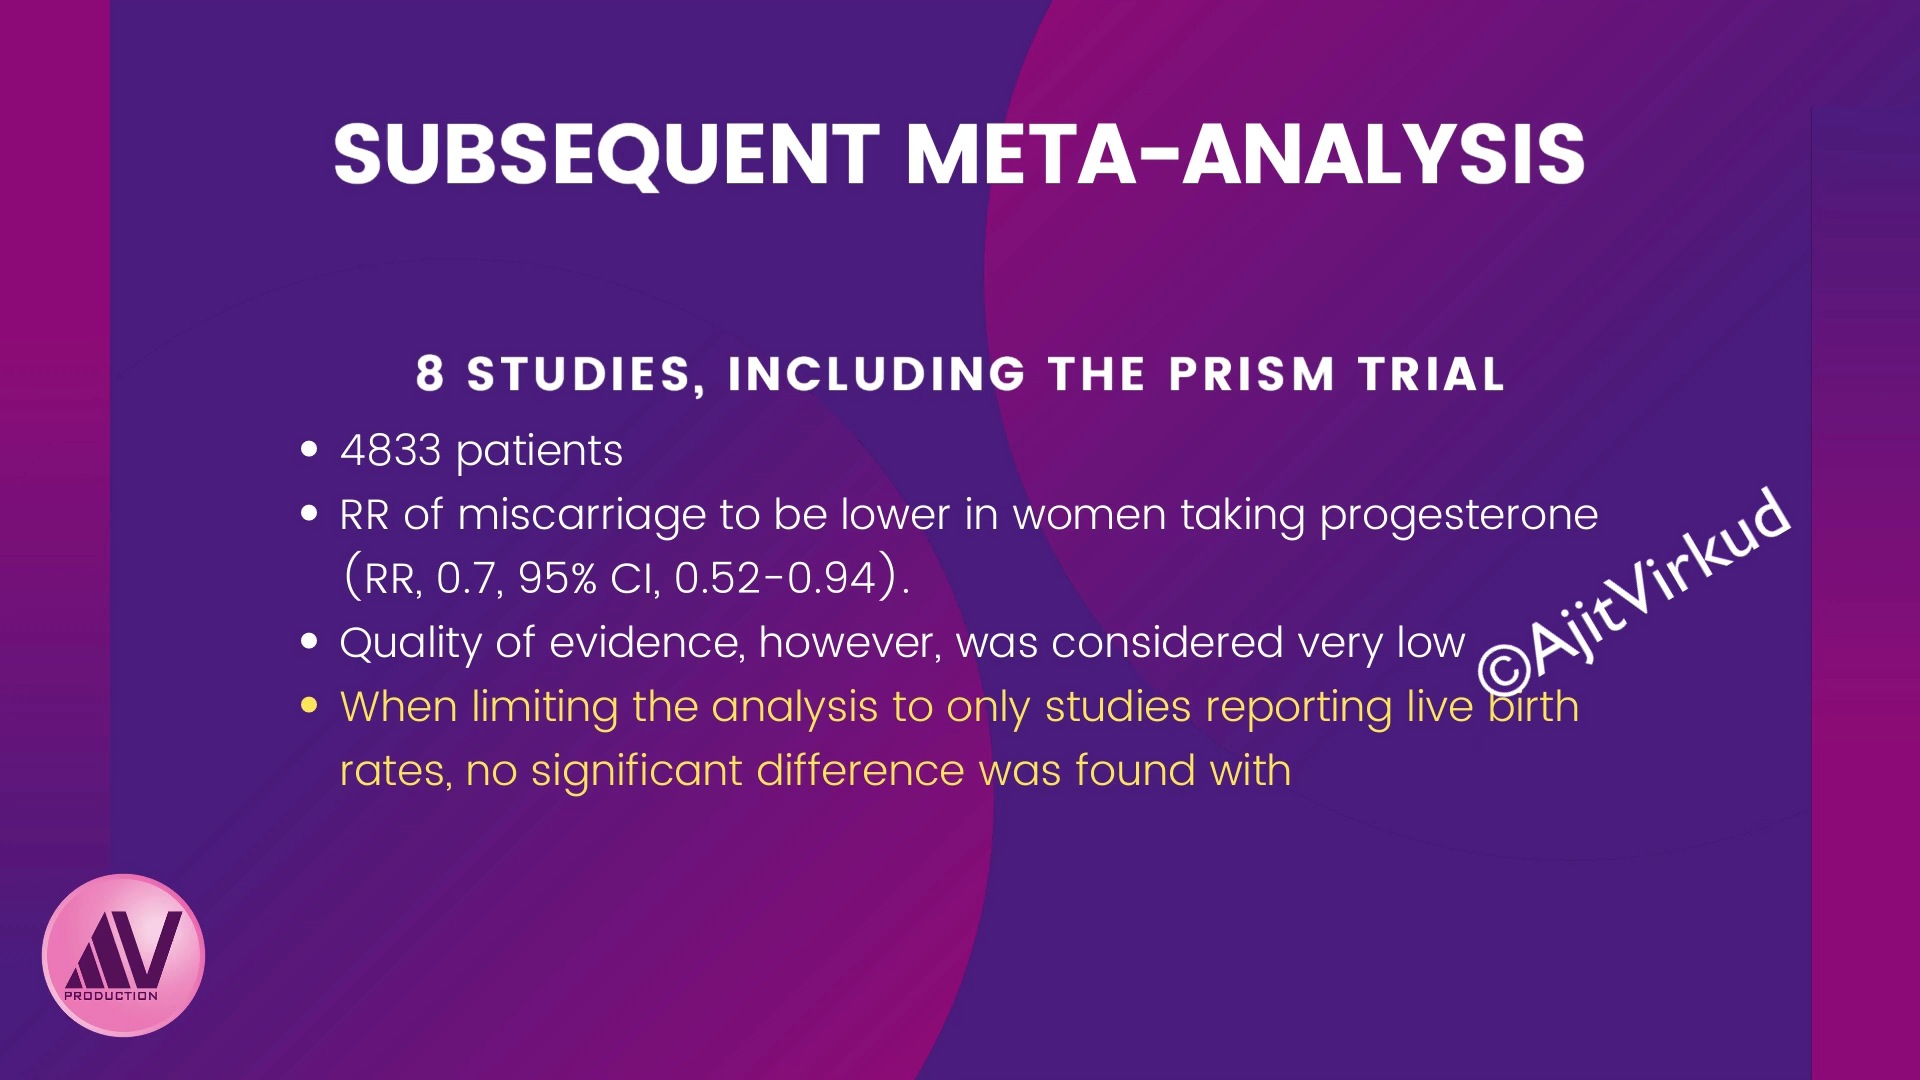 SUBSEQUENT META-ANALYSIS
8 STUDIES, INCLUDING THE PRISM TRIAL
• 4833 patients
• RR of miscarriage to be lower in women taking progesterone
(RR, 0.7, 95% CI, 0.52-0.94).
• Quality of evidence, however, was considered very low
• When limiting the analysis to only studies reporting live birth
rates, no significant difference was found with
©AjitVirkud
AV
PRODUCTION